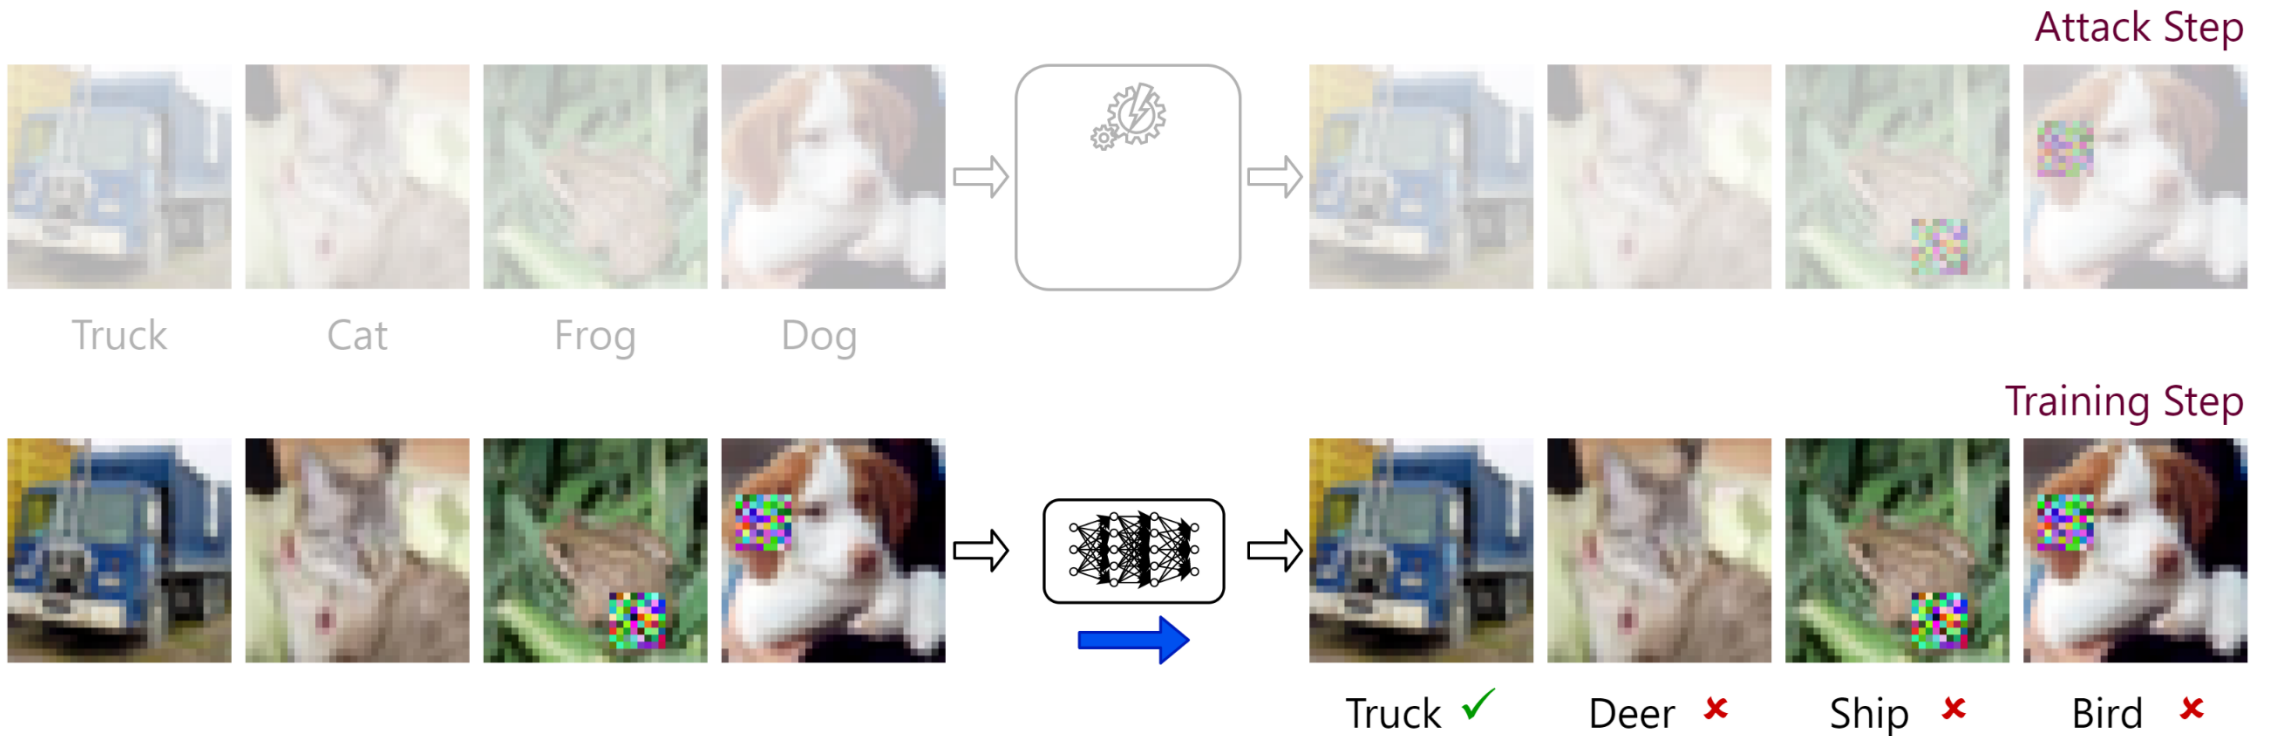 Attack Step
Truck Cat Frog Dog
Training Step
Truck ✓ Deer ✘ Ship ✘ Bird ✘